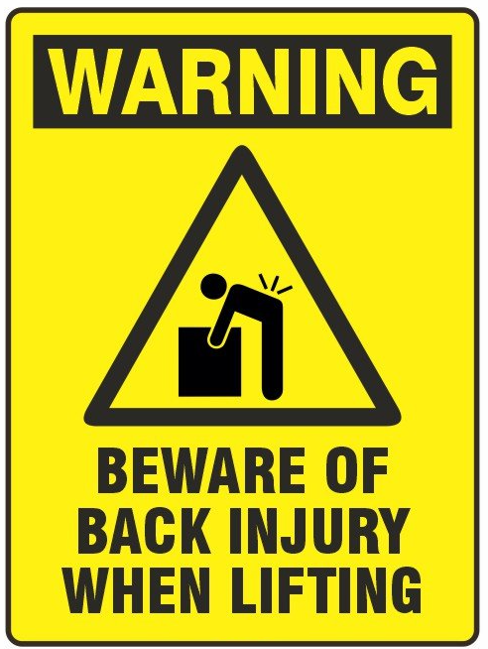 WARNING
BEWARE OF
BACK INJURY
WHEN LIFTING